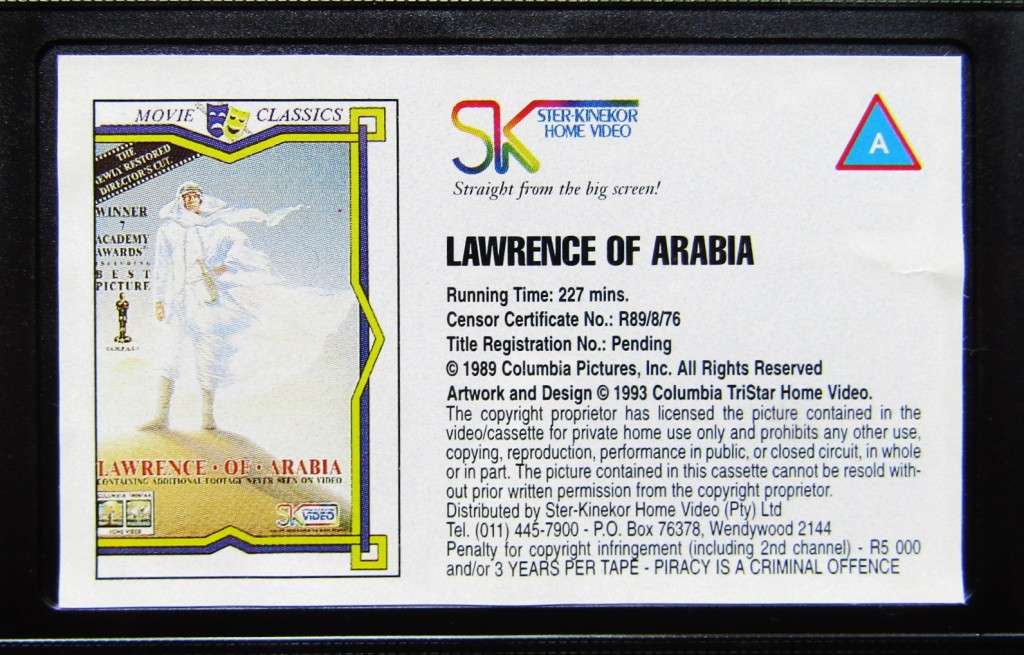 MOVIE CLASSICS
THE
NEWLY RESTORED
DIRECTOR'S CUT
WINNER
7
ACADEMY
AWARDS
INCLUDING
BEST
PICTURE
LAWRENCE • OF • ARABIA
CONTAINING ADDITIONAL FOOTAGE NEVER SEEN ON VIDEO
COLUMBIA TRISTAR
HOME VIDEO
SK VIDEO
SK STER-KINEKOR
HOME VIDEO
Straight from the big screen!
A
LAWRENCE OF ARABIA
Running Time: 227 mins.
Censor Certificate No.: R89/8/76
Title Registration No.: Pending
© 1989 Columbia Pictures, Inc. All Rights Reserved
Artwork and Design © 1993 Columbia TriStar Home Video.
The copyright proprietor has licensed the picture contained in the
video/cassette for private home use only and prohibits any other use,
copying, reproduction, performance in public, or closed circuit, in whole
or in part. The picture contained in this cassette cannot be resold with-
out prior written permission from the copyright proprietor.
Distributed by Ster-Kinekor Home Video (Pty) Ltd
Tel. (011) 445-7900 - P.O. Box 76378, Wendywood 2144
Penalty for copyright infringement (including 2nd channel) - R5 000
and/or 3 YEARS PER TAPE - PIRACY IS A CRIMINAL OFFENCE